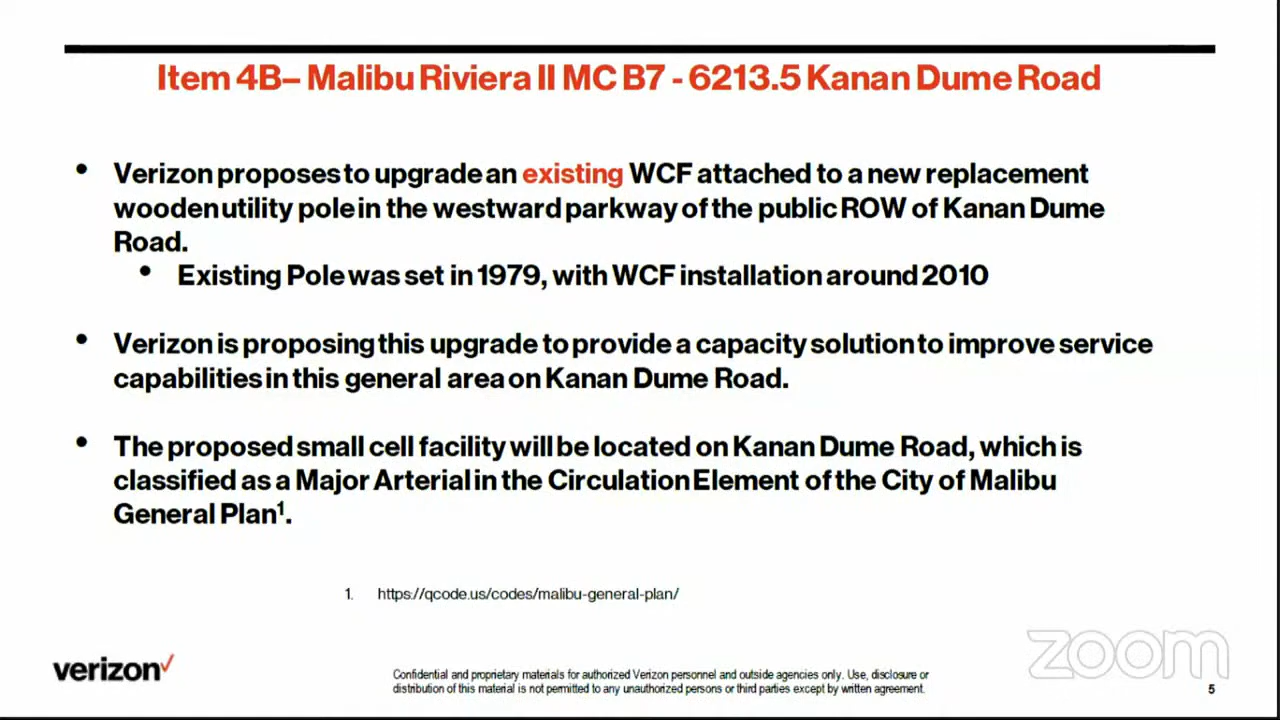 Item 4B– Malibu Riviera II MC B7 - 6213.5 Kanan Dume Road
• Verizon proposes to upgrade an existing WCF attached to a new replacement
wooden utility pole in the westward parkway of the public ROW of Kanan Dume
Road.
• Existing Pole was set in 1979, with WCF installation around 2010
• Verizon is proposing this upgrade to provide a capacity solution to improve service
capabilities in this general area on Kanan Dume Road.
• The proposed small cell facility will be located on Kanan Dume Road, which is
classified as a Major Arterial in the Circulation Element of the City of Malibu
General Plan¹.
1. https://qcode.us/codes/malibu-general-plan/
verizon✓
Confidential and proprietary materials for authorized Verizon personnel and outside agencies only. Use, disclosure or
distribution of this material is not permitted to any unauthorized persons or third parties except by written agreement.
zoom
5